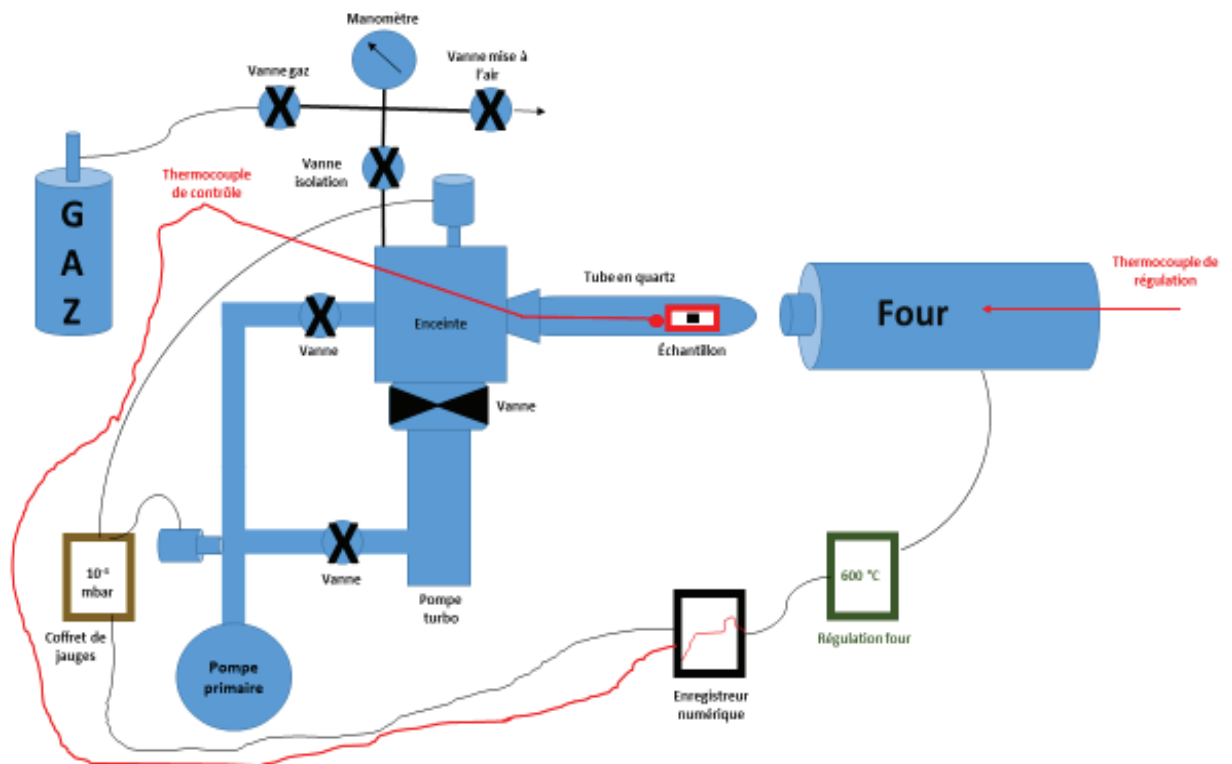 Manomètre
Vanne mise à
l'air
Vanne gaz
X
X
Vanne
isolation
X
Thermocouple
de contrôle
G
A
Z
Tube en quartz
Thermocouple de
régulation
Four
Enceinte
X
Vanne
Échantillon
Vanne
X
Vanne
Pompe
turbo
mbar
Coffret de
jauges
600 °C
Régulation four
Pompe
primaire
Enregistreur
numérique